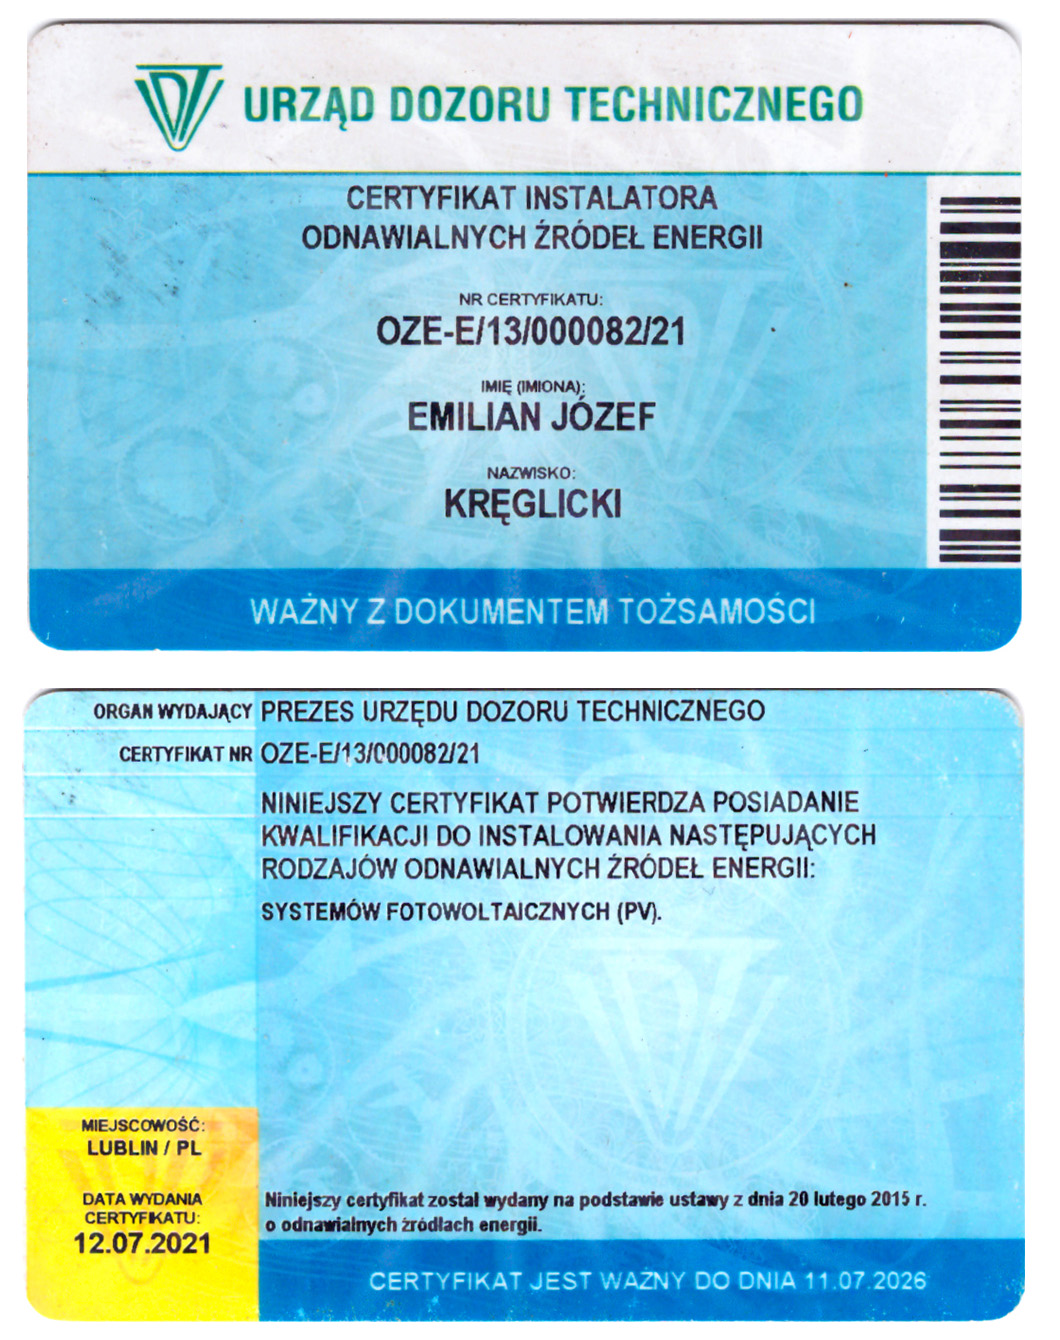 UDT URZĄD DOZORU TECHNICZNEGO
CERTYFIKAT INSTALATORA
ODNAWIALNYCH ŹRÓDEŁ ENERGII
NR CERTYFIKATU:
OZE-E/13/000082/21
IMIĘ (IMIONA):
EMILIAN JÓZEF
NAZWISKO:
KRĘGLICKI
WAŻNY Z DOKUMENTEM TOŻSAMOŚCI
ORGAN WYDAJĄCY PREZES URZĘDU DOZORU TECHNICZNEGO
CERTYFIKAT NR OZE-E/13/000082/21
NINIEJSZY CERTYFIKAT POTWIERDZA POSIADANIE
KWALIFIKACJI DO INSTALOWANIA NASTĘPUJĄCYCH
RODZAJÓW ODNAWIALNYCH ŹRÓDEŁ ENERGII:
SYSTEMÓW FOTOWOLTAICZNYCH (PV).
MIEJSCOWOŚĆ:
LUBLIN / PL
DATA WYDANIA
CERTYFIKATU:
12.07.2021
Niniejszy certyfikat został wydany na podstawie ustawy z dnia 20 lutego 2015 r.
o odnawialnych źródłach energii.
CERTYFIKAT JEST WAŻNY DO DNIA 11.07.2026